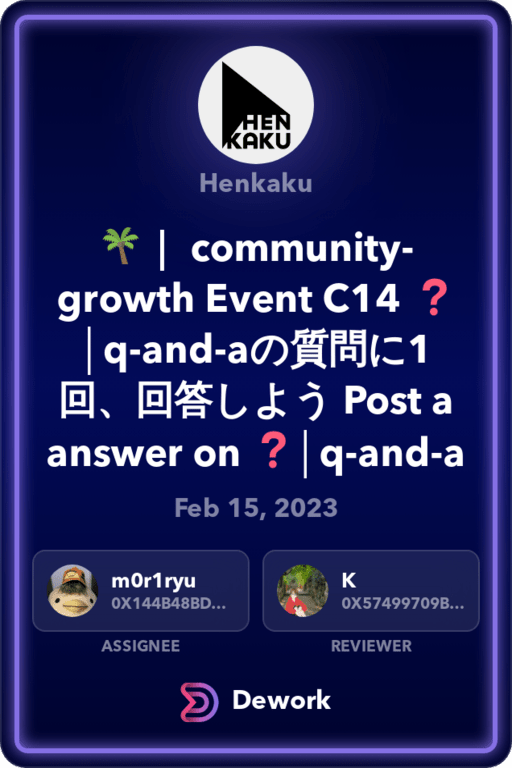 HEN
KAKU
Henkaku
🌴｜ community-
growth Event C14 ❓
│q-and-aの質問に1
回、回答しよう Post a
answer on ❓│q-and-a
Feb 15, 2023
m0r1ryu
0X144B48BD...
ASSIGNEE
K
0X57499709B...
REVIEWER
Dework